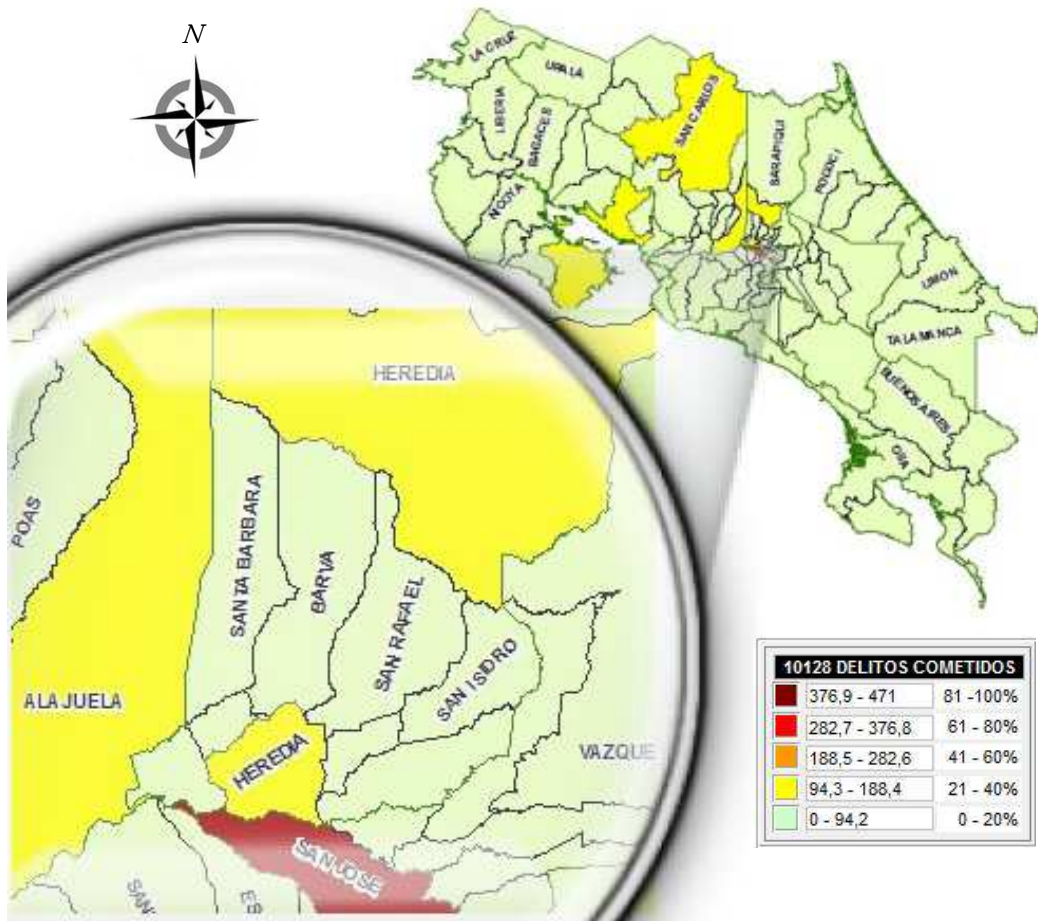 N
LA CRUZ
UPALA
LIBERIA
BAGACES
SAN CARLOS
SARAPIQUI
POCOCI
NICOYA
LIMON
TALAMANCA
BUENOS AIRES
OSA
HEREDIA
POAS
SANTA BARBARA
BARVA
SAN RAFAEL
SAN ISIDRO
ALAJUELA
HEREDIA
VAZQUE
SAN JOSE
SAN
ES
10128 DELITOS COMETIDOS
376,9 - 471 81 -100%
282,7 - 376,8 61 - 80%
188,5 - 282,6 41 - 60%
94,3 - 188,4 21 - 40%
0 - 94,2 0 - 20%